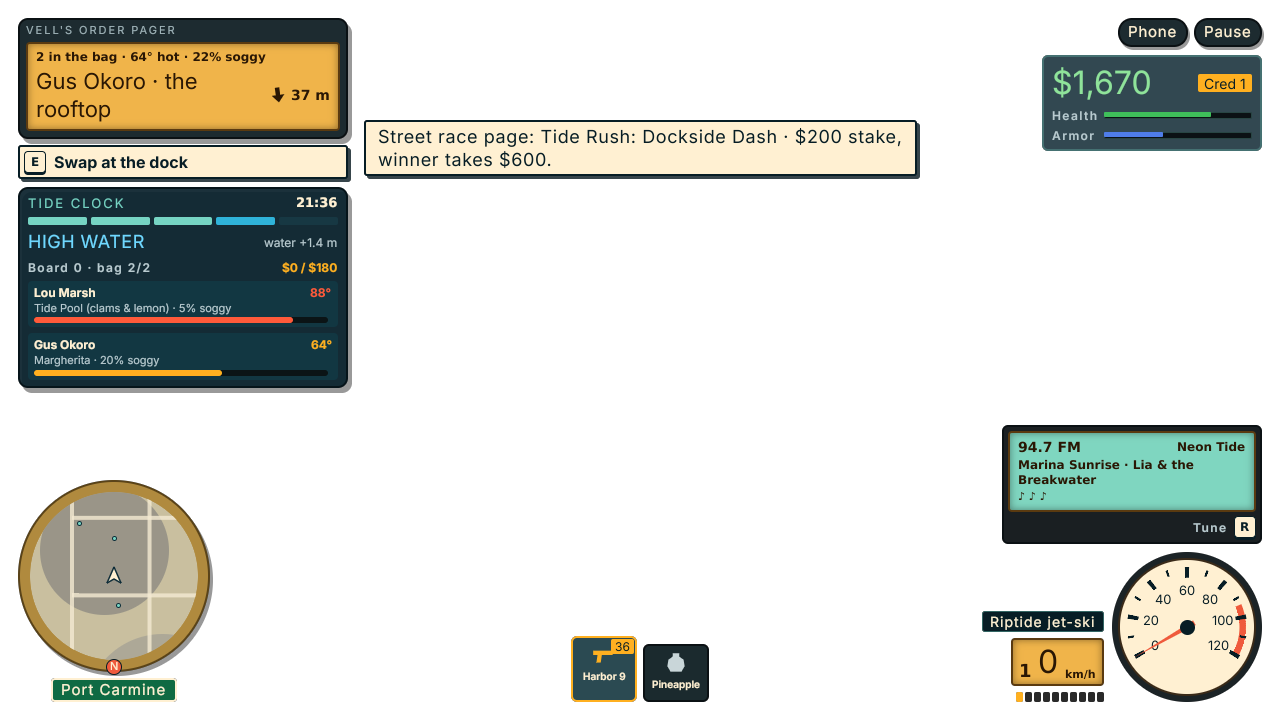 VELL'S ORDER PAGER
2 in the bag · 64° hot · 22% soggy
Gus Okoro · the
rooftop
37 m
E Swap at the dock
TIDE CLOCK 21:36
HIGH WATER water +1.4 m
Board 0 · bag 2/2 $0 / $180
Lou Marsh 88°
Tide Pool (clams & lemon) · 5% soggy
Gus Okoro 64°
Margherita · 20% soggy
Street race page: Tide Rush: Dockside Dash · $200 stake,
winner takes $600.
Phone Pause
$1,670 Cred 1
Health
Armor
N
Port Carmine
36
Harbor 9
Pineapple
94.7 FM Neon Tide
Marina Sunrise · Lia & the
Breakwater
♪ ♪ ♪
Tune R
Riptide jet-ski
1 0 km/h
0 20 40 60 80 100 120